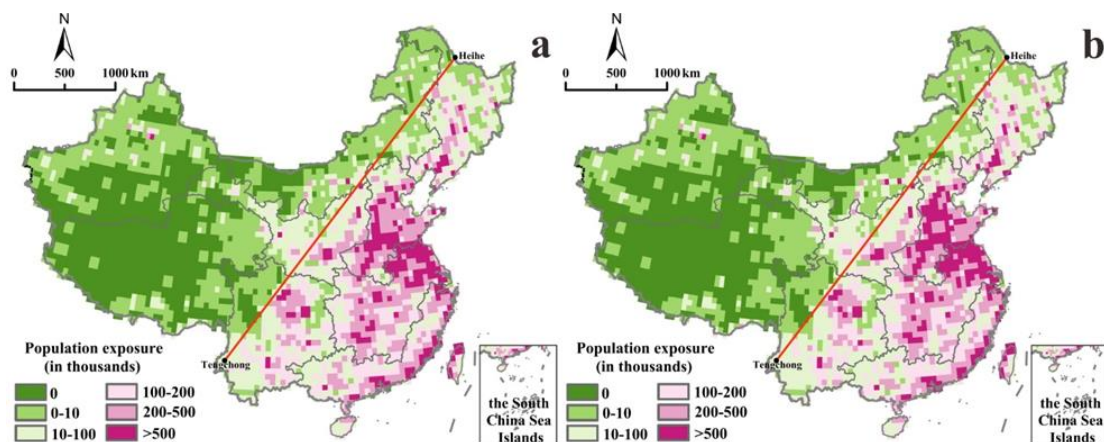 N
a
Heihe
0 500 1000 km
Tengchong
Population exposure
(in thousands)
0
0-10
10-100
100-200
200-500
>500
the South
China Sea
Islands
N
b
Heihe
0 500 1000 km
Tengchong
Population exposure
(in thousands)
0
0-10
10-100
100-200
200-500
>500
the South
China Sea
Islands